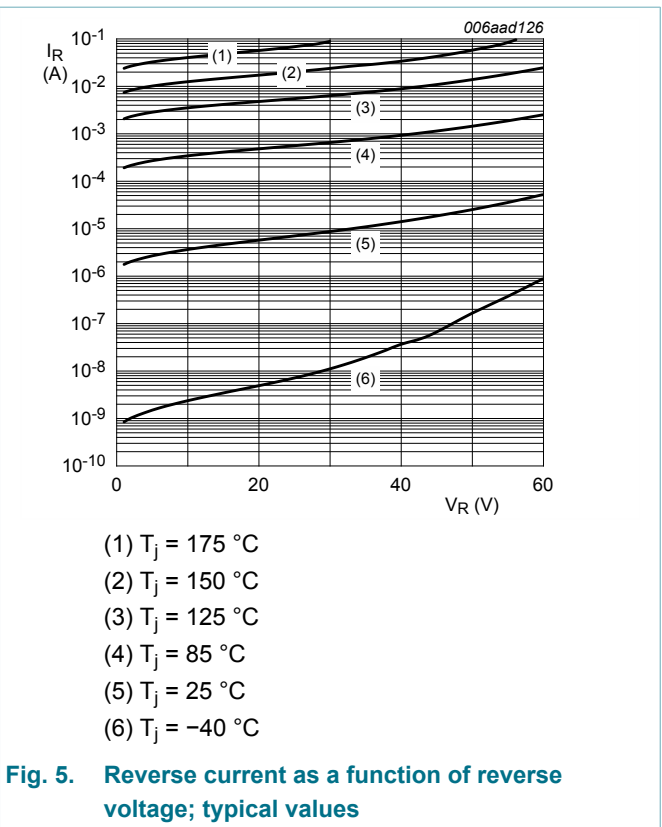 006aad126
I_R
(A)
10^-1
10^-2
10^-3
10^-4
10^-5
10^-6
10^-7
10^-8
10^-9
10^-10
(1)
(2)
(3)
(4)
(5)
(6)
0 20 40 60
V_R (V)
(1) T_j = 175 °C
(2) T_j = 150 °C
(3) T_j = 125 °C
(4) T_j = 85 °C
(5) T_j = 25 °C
(6) T_j = −40 °C
Fig. 5. Reverse current as a function of reverse
voltage; typical values